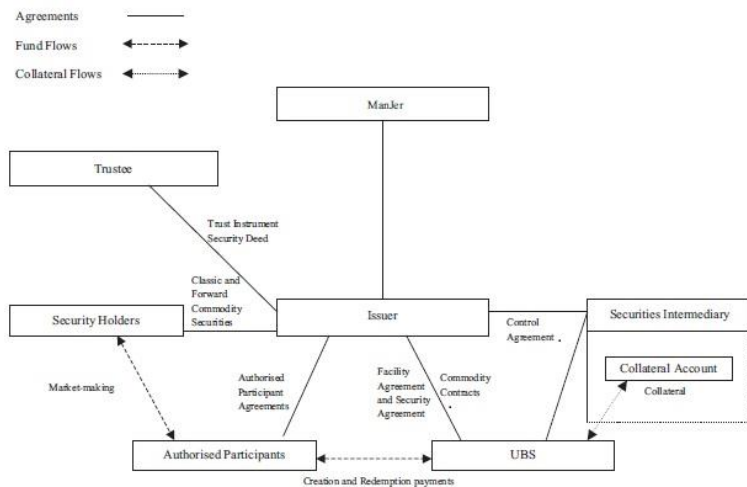 Agreements
Fund Flows
Collateral Flows
ManJer
Trustee
Trust Instrument
Security Deed
Classic and
Forward
Commodity
Securities
Security Holders
Issuer
Securities Intermediary
Control
Agreement
Collateral Account
Collateral
Market-making
Authorised
Participant
Agreements
Facility
Agreement
and Security
Agreement
Commodity
Contracts
Authorised Participants
UBS
Creation and Redemption payments